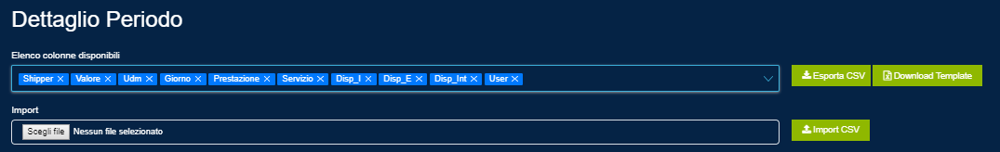 Dettaglio Periodo
Elenco colonne disponibili
Shipper Valore Udm Giorno Prestazione Servizio Disp_I Disp_E Disp_Int User Esporta CSV Download Template
Import
Scegli file Nessun file selezionato Import CSV